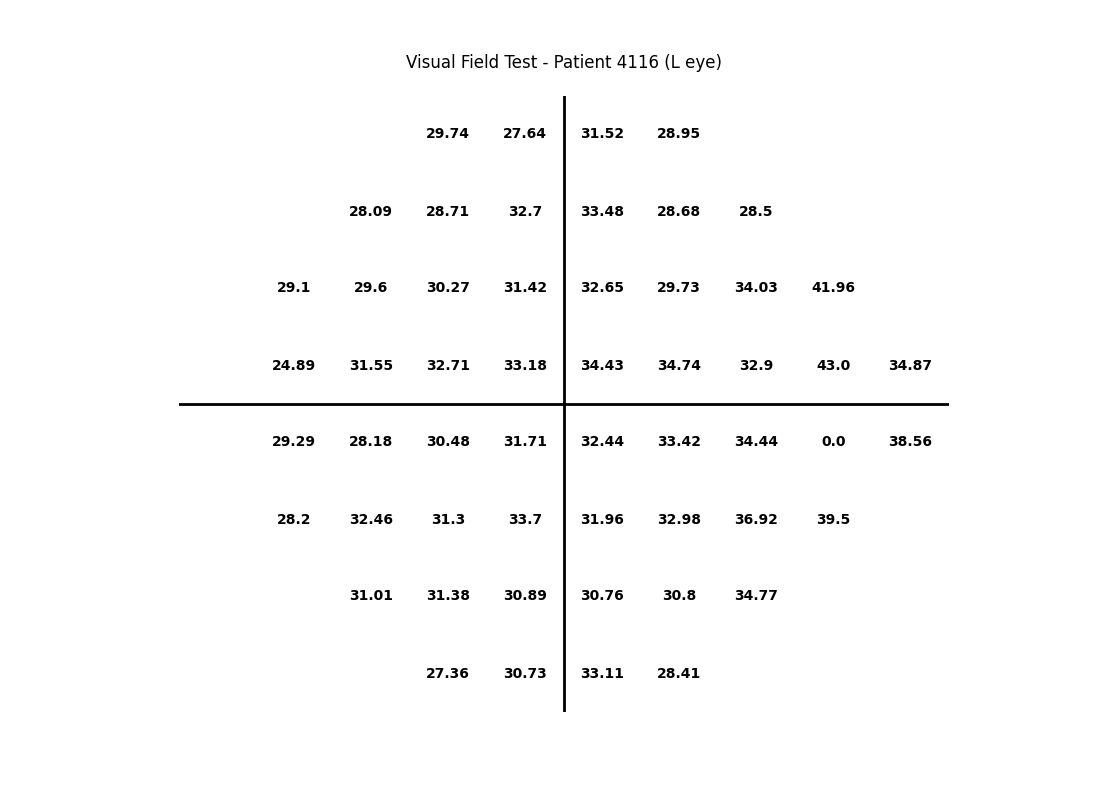 Visual Field Test - Patient 4116 (L eye)
29.74 27.64 31.52 28.95
28.09 28.71 32.7 33.48 28.68 28.5
29.1 29.6 30.27 31.42 32.65 29.73 34.03 41.96
24.89 31.55 32.71 33.18 34.43 34.74 32.9 43.0 34.87
29.29 28.18 30.48 31.71 32.44 33.42 34.44 0.0 38.56
28.2 32.46 31.3 33.7 31.96 32.98 36.92 39.5
31.01 31.38 30.89 30.76 30.8 34.77
27.36 30.73 33.11 28.41